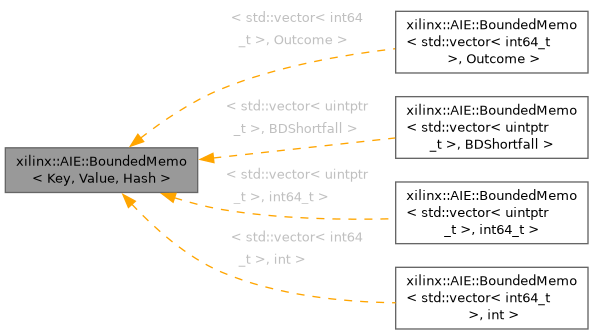 xilinx::AIE::BoundedMemo
< Key, Value, Hash >
< std::vector< int64
_t >, Outcome >
xilinx::AIE::BoundedMemo
< std::vector< int64_t
>, Outcome >
< std::vector< uintptr
_t >, BDShortfall >
xilinx::AIE::BoundedMemo
< std::vector< uintptr
_t >, BDShortfall >
< std::vector< uintptr
_t >, int64_t >
xilinx::AIE::BoundedMemo
< std::vector< uintptr
_t >, int64_t >
< std::vector< int64
_t >, int >
xilinx::AIE::BoundedMemo
< std::vector< int64_t
>, int >